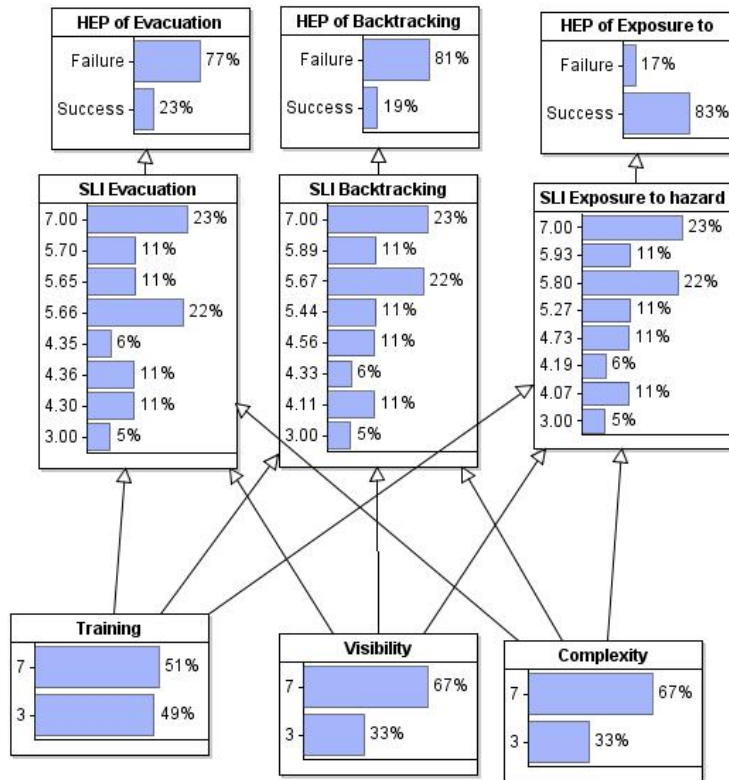 HEP of Evacuation
Failure 77%
Success 23%
HEP of Backtracking
Failure 81%
Success 19%
HEP of Exposure to
Failure 17%
Success 83%
SLI Evacuation
7.00 23%
5.70 11%
5.65 11%
5.66 22%
4.35 6%
4.36 11%
4.30 11%
3.00 5%
SLI Backtracking
7.00 23%
5.89 11%
5.67 22%
5.44 11%
4.56 11%
4.33 6%
4.11 11%
3.00 5%
SLI Exposure to hazard
7.00 23%
5.93 11%
5.80 22%
5.27 11%
4.73 11%
4.19 6%
4.07 11%
3.00 5%
Training
7 51%
3 49%
Visibility
7 67%
3 33%
Complexity
7 67%
3 33%